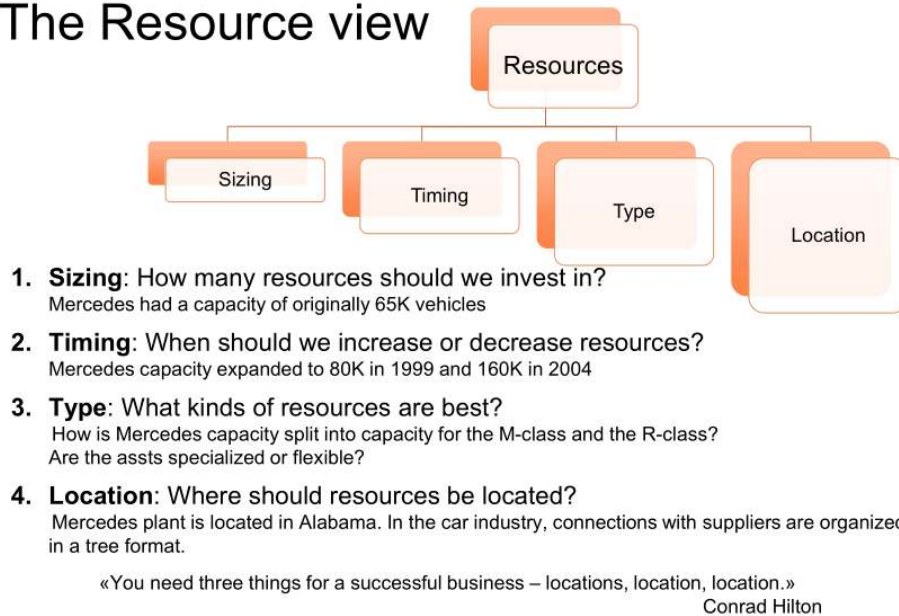 The Resource view
Resources
Sizing
Timing
Type
Location
1. Sizing: How many resources should we invest in?
Mercedes had a capacity of originally 65K vehicles
2. Timing: When should we increase or decrease resources?
Mercedes capacity expanded to 80K in 1999 and 160K in 2004
3. Type: What kinds of resources are best?
How is Mercedes capacity split into capacity for the M-class and the R-class?
Are the assts specialized or flexible?
4. Location: Where should resources be located?
Mercedes plant is located in Alabama. In the car industry, connections with suppliers are organized
in a tree format.
«You need three things for a successful business – locations, location, location.»
Conrad Hilton